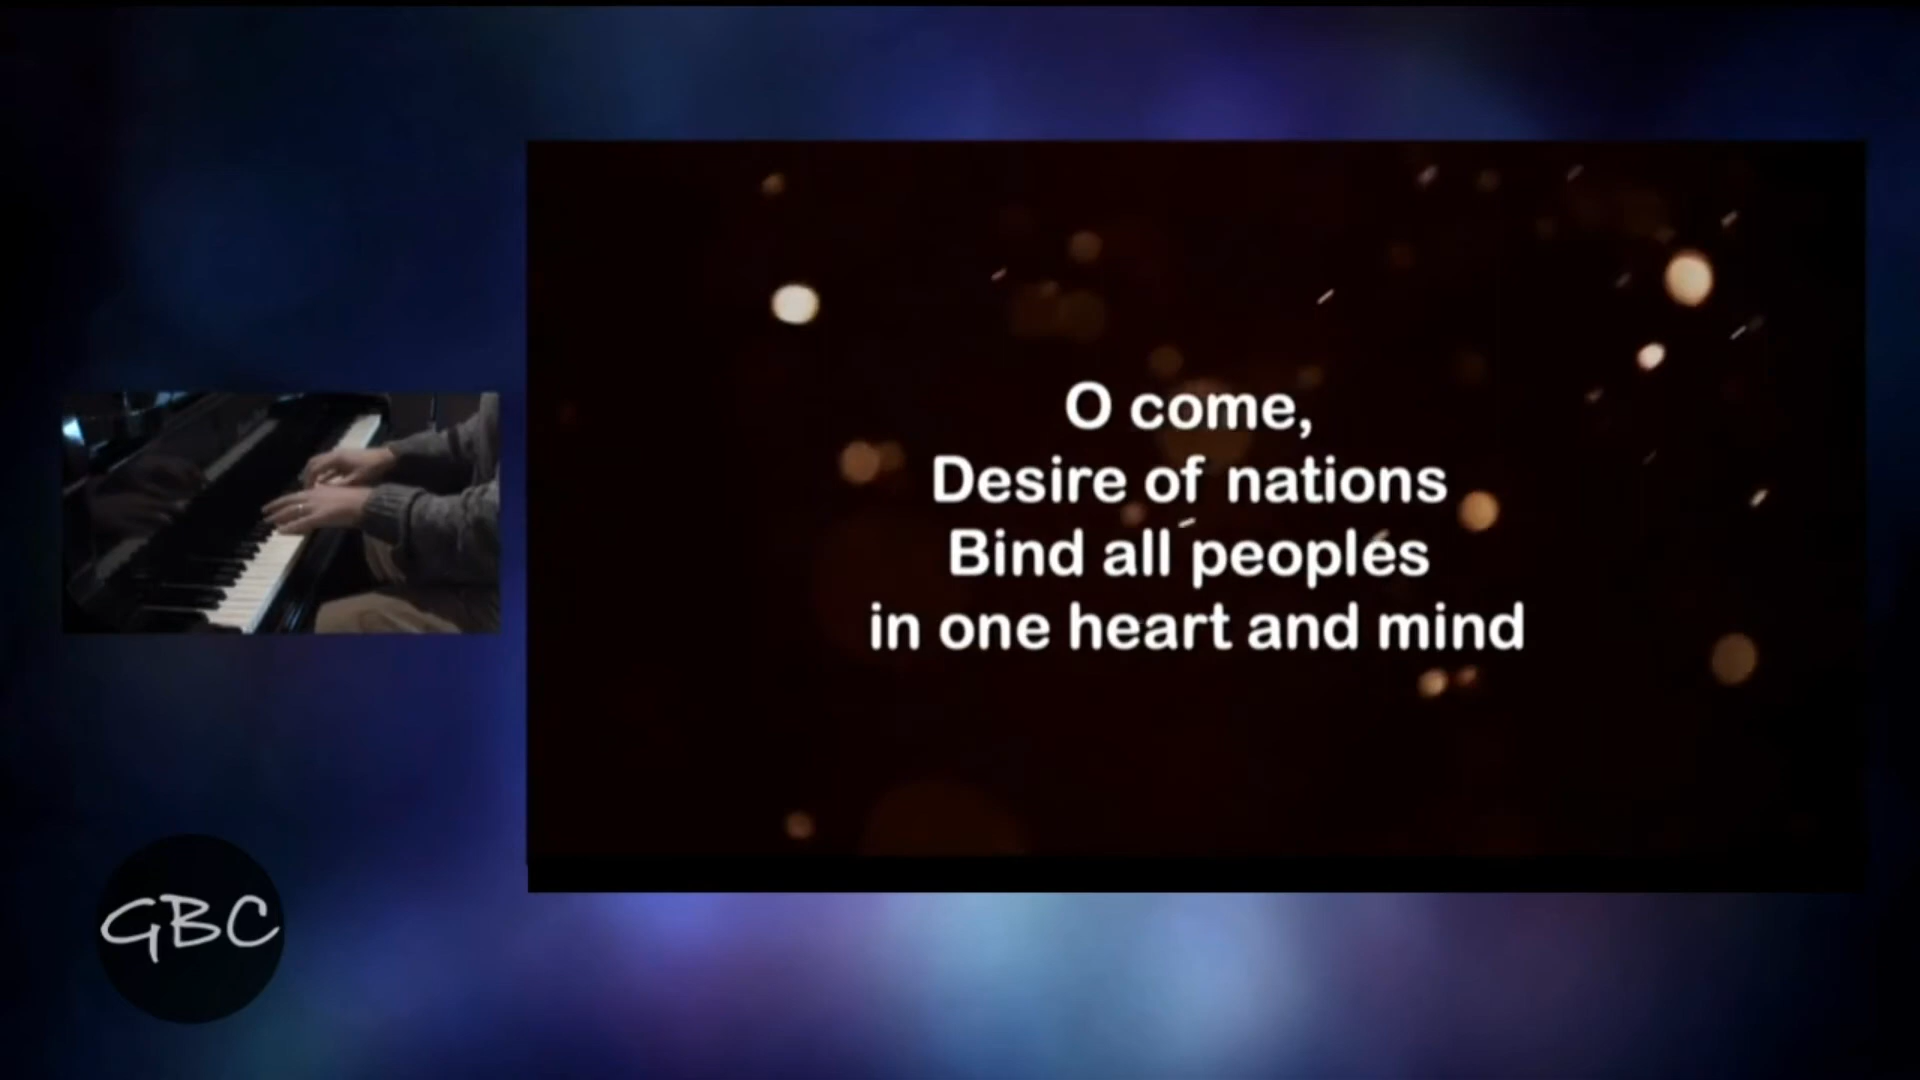 O come,
Desire of nations
Bind all peoples
in one heart and mind
GBC